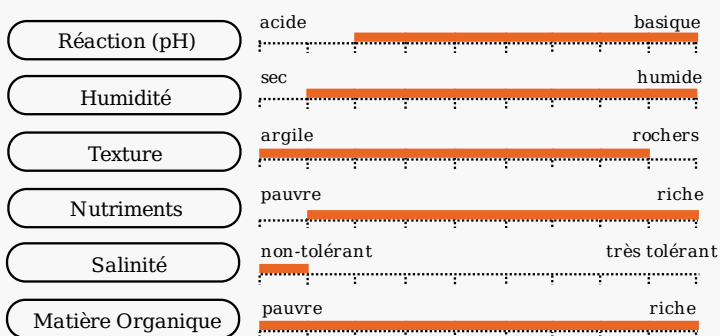 acide basique
Réaction (pH)
sec humide
Humidité
argile rochers
Texture
pauvre riche
Nutriments
non-tolérant très tolérant
Salinité
pauvre riche
Matière Organique